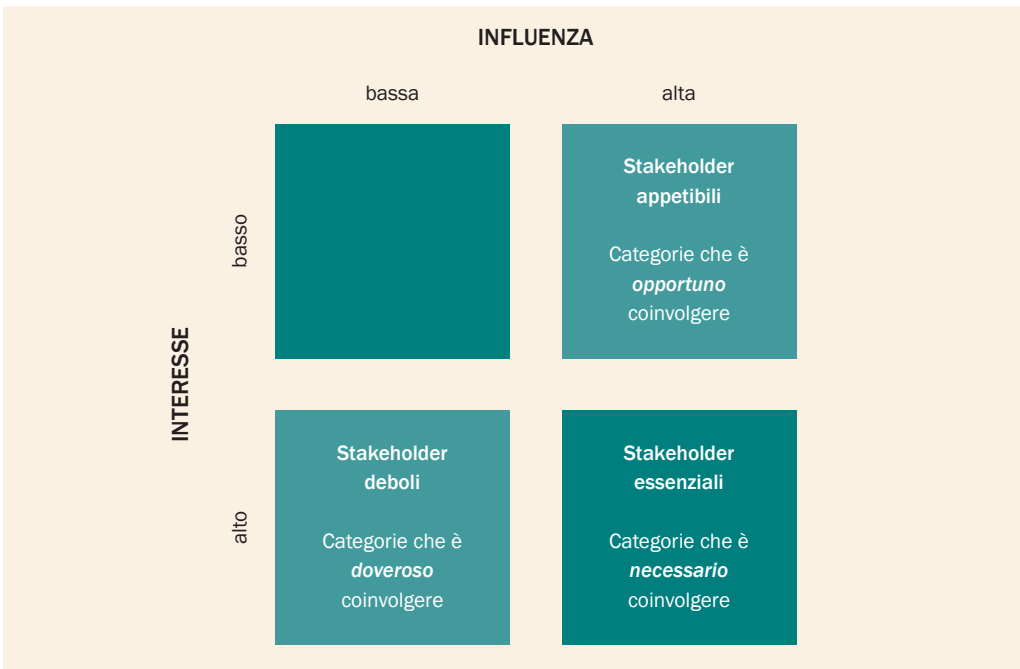 INFLUENZA
bassa
alta
INTERESSE
basso
Stakeholder
appetibili
Categorie che è
opportuno
coinvolgere
alto
Stakeholder
deboli
Categorie che è
doveroso
coinvolgere
Stakeholder
essenziali
Categorie che è
necessario
coinvolgere